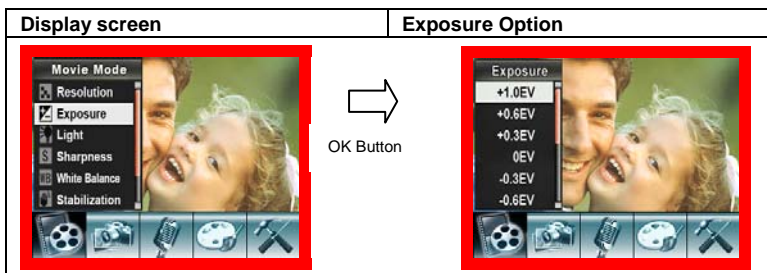 Display screen
Exposure Option
Movie Mode
Resolution
Exposure
Light
Sharpness
White Balance
Stabilization
OK Button
Exposure
+1.0EV
+0.6EV
+0.3EV
0EV
-0.3EV
-0.6EV